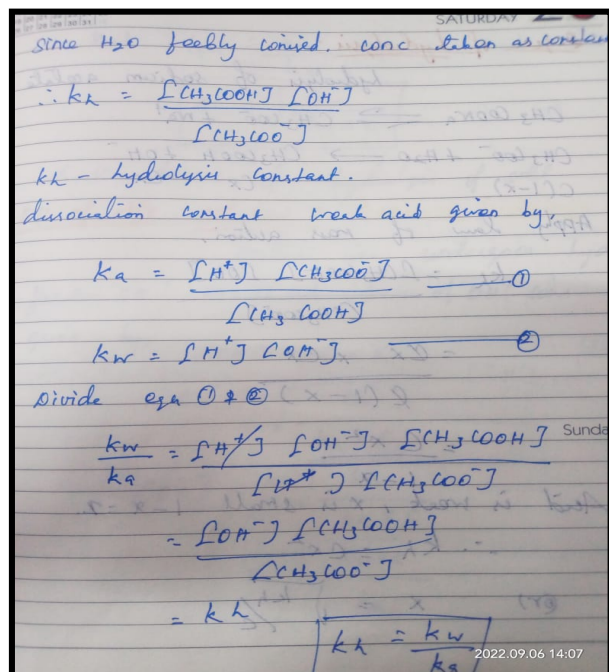 SATURDAY
since H2O feebly ionised. conc taken as constan
∴ kh = [CH3COOH] [OH⁻]
[CH3COO⁻]
kh - hydrolysis constant.
dissociation constant weak acid given by,
ka = [H⁺] [CH3COO⁻] ——— ①
[CH3COOH]
kw = [H⁺] [OH⁻] ——— ②
Divide eqn ① & ②
Sunda
kw = [H⁺] [OH⁻] [CH3COOH]
ka [H⁺] [CH3COO⁻]
= [OH⁻] [CH3COOH]
[CH3COO⁻]
= kh
kh = kw
ka
2022.09.06 14:07